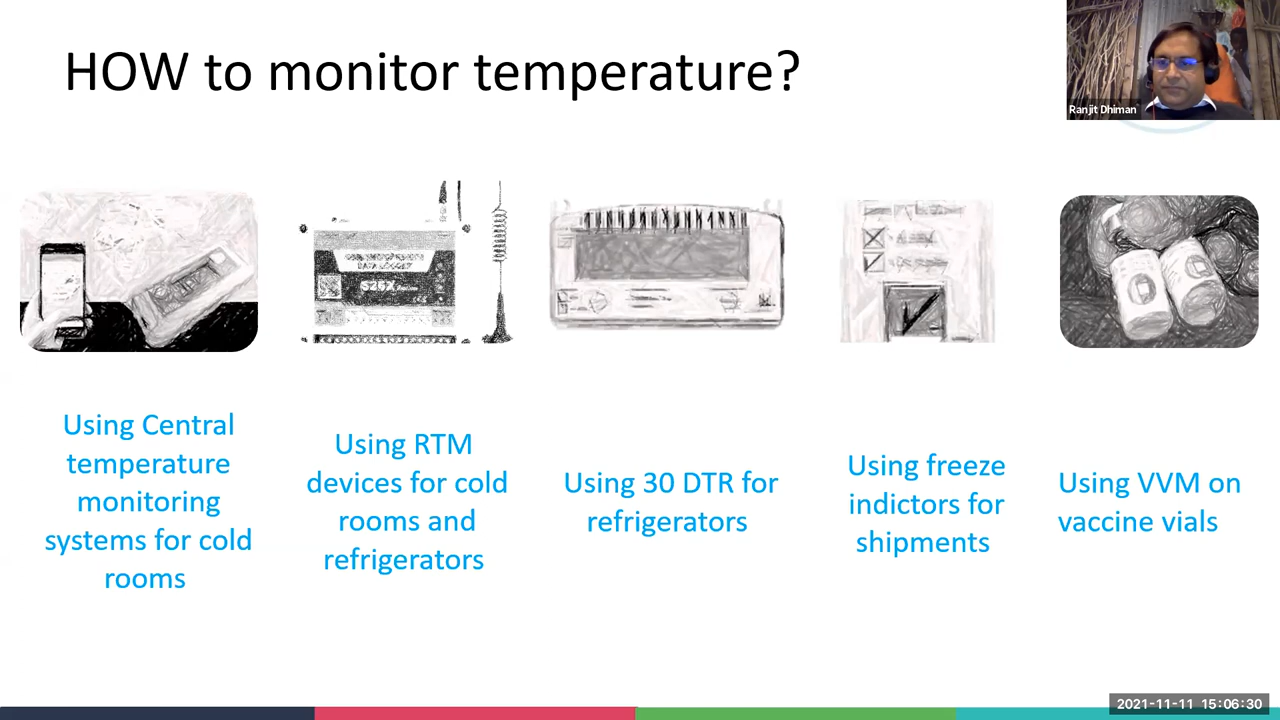 HOW to monitor temperature?
Ranjit Dhiman
DATA LOGGER
Using Central
temperature
monitoring
systems for cold
rooms
Using RTM
devices for cold
rooms and
refrigerators
Using 30 DTR for
refrigerators
Using freeze
indictors for
shipments
Using VVM on
vaccine vials
2021-11-11 15:06:30